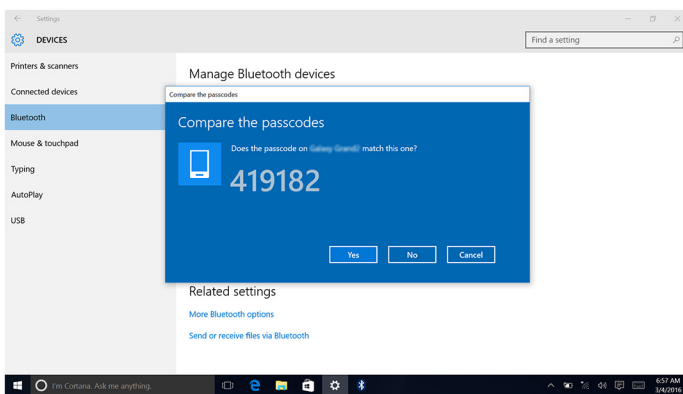 Settings
DEVICES
Find a setting
Printers & scanners
Connected devices
Bluetooth
Mouse & touchpad
Typing
AutoPlay
USB
Manage Bluetooth devices
Compare the passcodes
Compare the passcodes
Does the passcode on Galaxy Grand2 match this one?
419182
Yes No Cancel
Related settings
More Bluetooth options
Send or receive files via Bluetooth
I'm Cortana. Ask me anything.
6:57 AM
3/4/2016